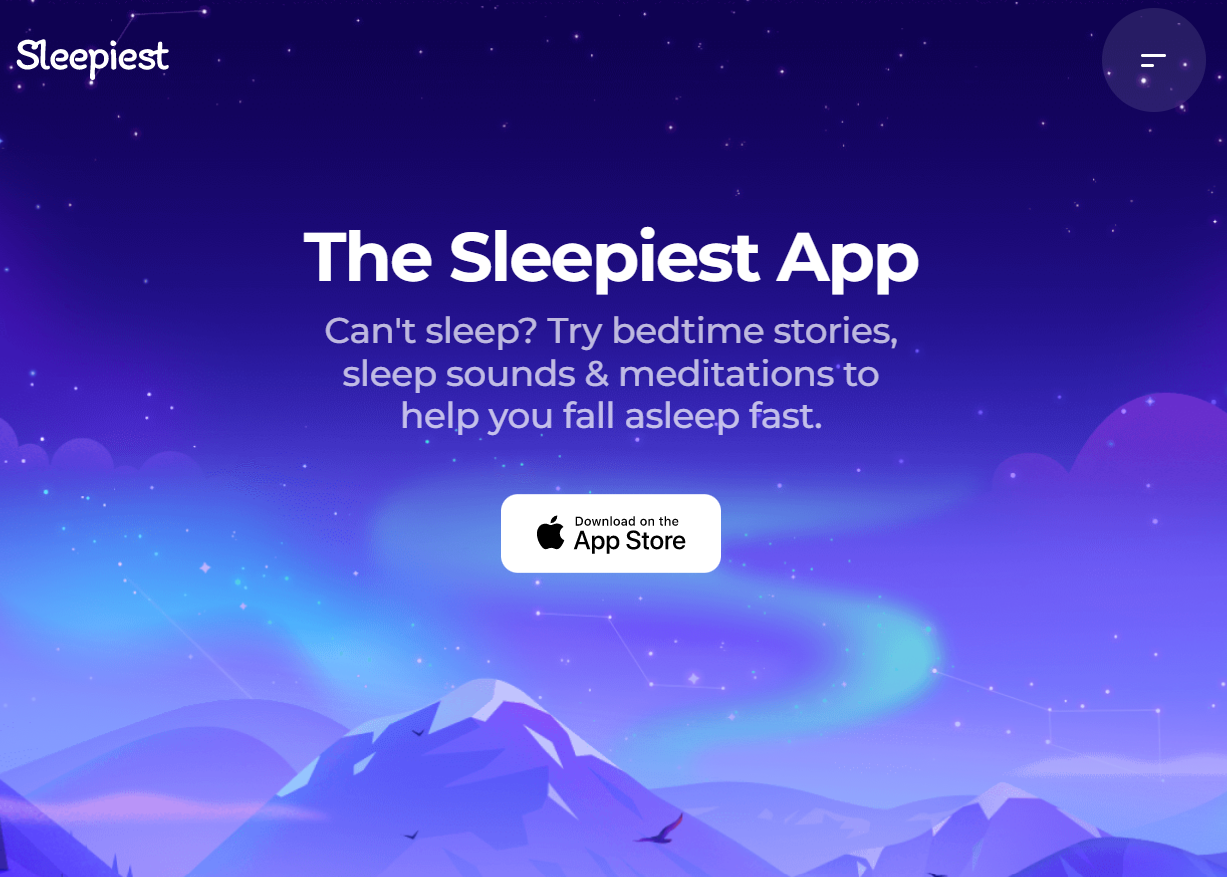 Sleepiest
The Sleepiest App
Can't sleep? Try bedtime stories,
sleep sounds & meditations to
help you fall asleep fast.
Download on the
App Store